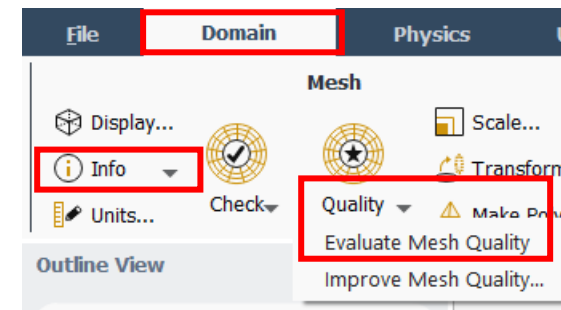 File Domain Physics
Mesh
Display...
Scale...
Info
Transform
Units...
Check
Quality
Make Poly
Evaluate Mesh Quality
Outline View
Improve Mesh Quality...